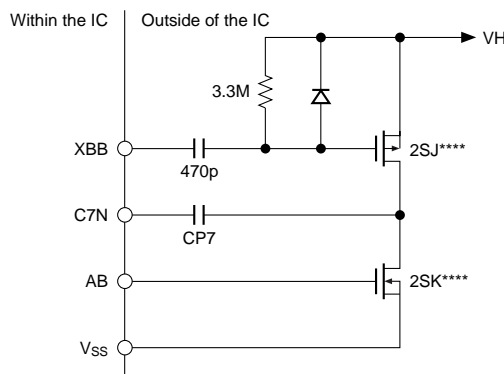 Within the IC
Outside of the IC
VH
3.3M
XBB
470p
2SJ****
C7N
CP7
AB
2SK****
VSS